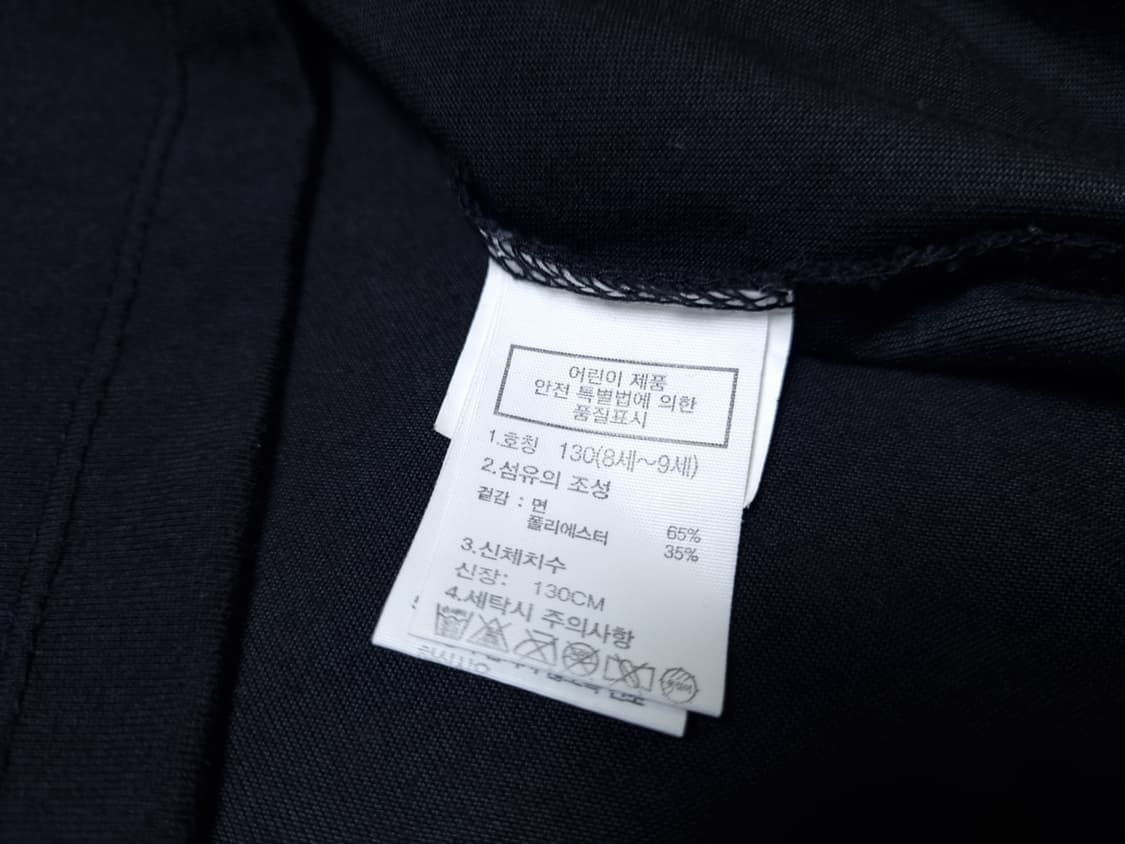 어린이 제품
안전 특별법에 의한
품질표시
1.호칭 130(8세~9세)
2.섬유의 조성
겉감 : 면 65%
폴리에스터 35%
3.신체치수
신장: 130CM
4.세탁시 주의사항